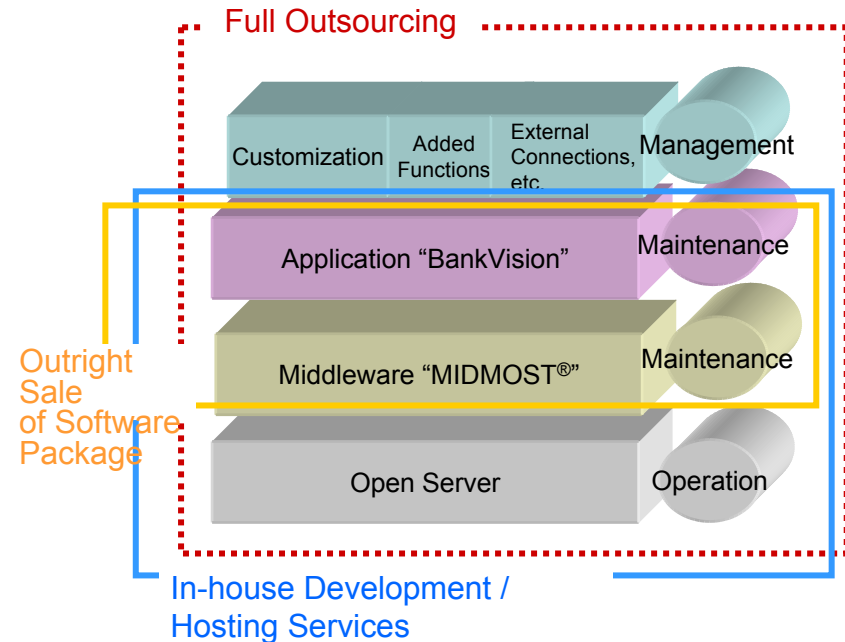 Full Outsourcing
Customization
Added
Functions
External
Connections,
etc.
Management
Application “BankVision”
Maintenance
Middleware “MIDMOST®”
Maintenance
Outright
Sale
of Software
Package
Open Server
Operation
In-house Development /
Hosting Services